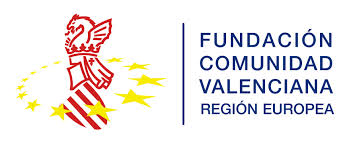 FUNDACIÓN
COMUNIDAD
VALENCIANA
REGIÓN EUROPEA